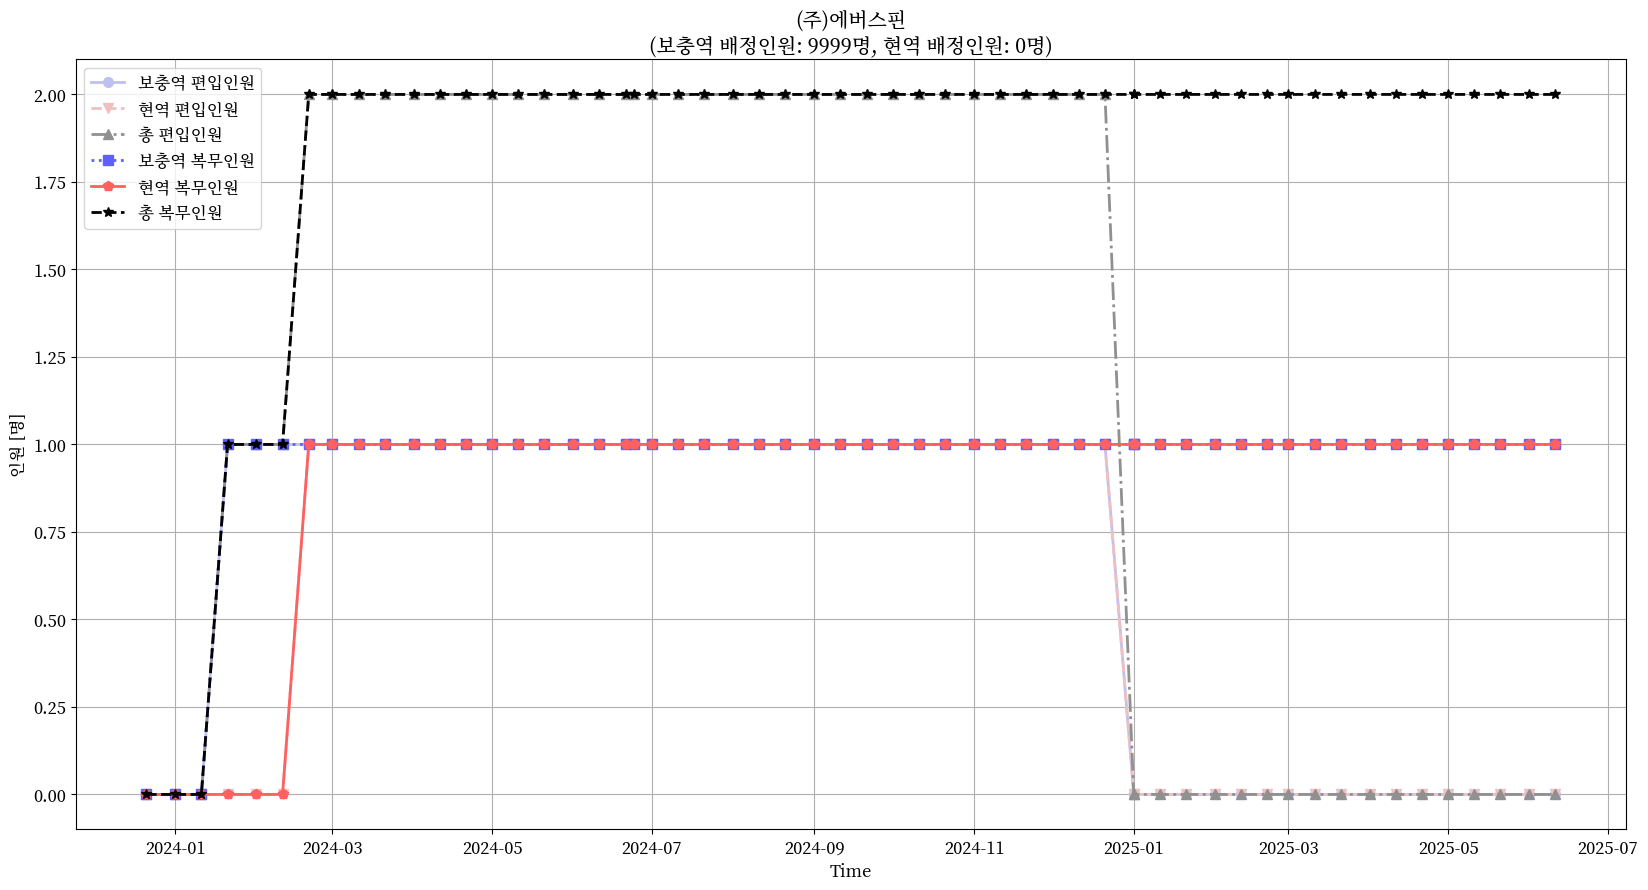 (주)에버스핀
(보충역 배정인원: 9999명, 현역 배정인원: 0명)
보충역 편입인원
현역 편입인원
총 편입인원
보충역 복무인원
현역 복무인원
총 복무인원
2.00
1.75
1.50
1.25
1.00
0.75
0.50
0.25
0.00
인원 [명]
2024-01
2024-03
2024-05
2024-07
2024-09
2024-11
2025-01
2025-03
2025-05
2025-07
Time